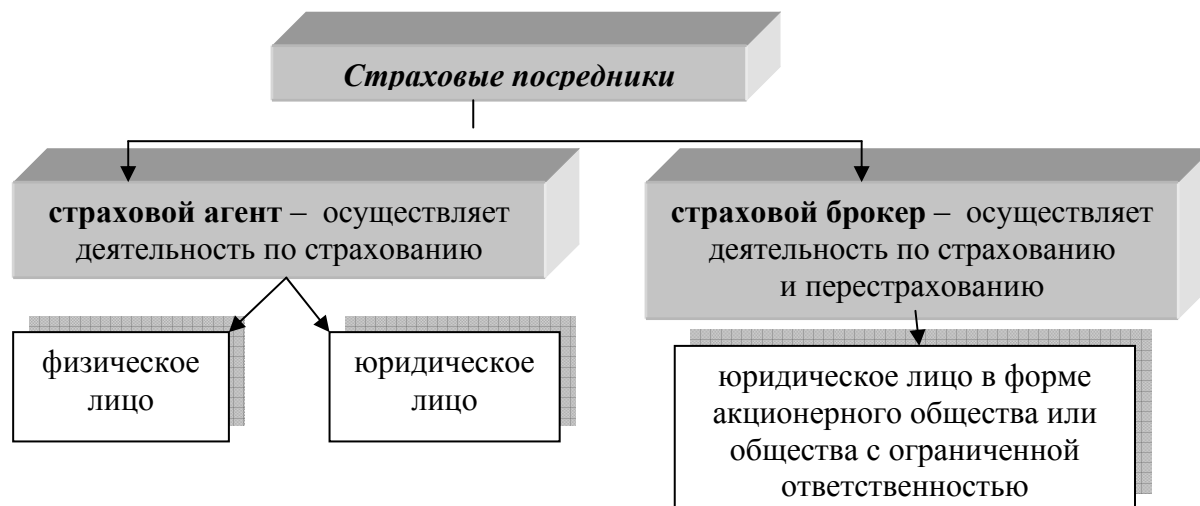 Страховые посредники
страховой агент – осуществляет
деятельность по страхованию
страховой брокер – осуществляет
деятельность по страхованию
и перестрахованию
физическое
лицо
юридическое
лицо
юридическое лицо в форме
акционерного общества или
общества с ограниченной
ответственностью